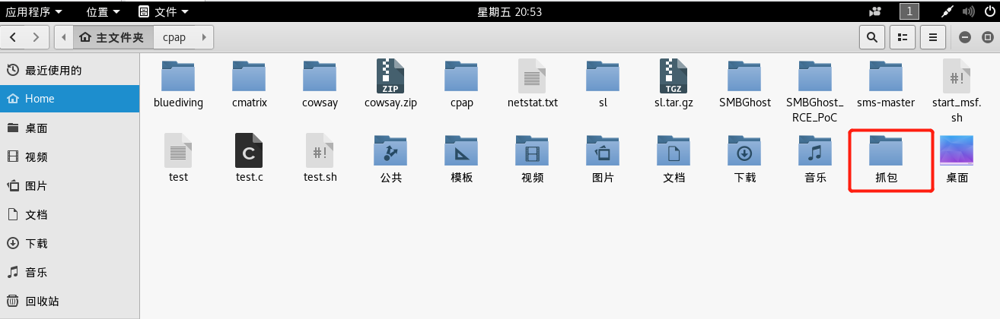 应用程序 位置 文件 星期五 20:53 1
主文件夹 cpap
最近使用的
Home
桌面
视频
图片
文档
下载
音乐
回收站
bluediving cmatrix cowsay cowsay.zip cpap netstat.txt sl sl.tar.gz SMBGhost SMBGhost_ sms-master start_msf.
RCE_PoC sh
test test.c test.sh 公共 模板 视频 图片 文档 下载 音乐 抓包 桌面
ZIP
TGZ
#!
C
#!